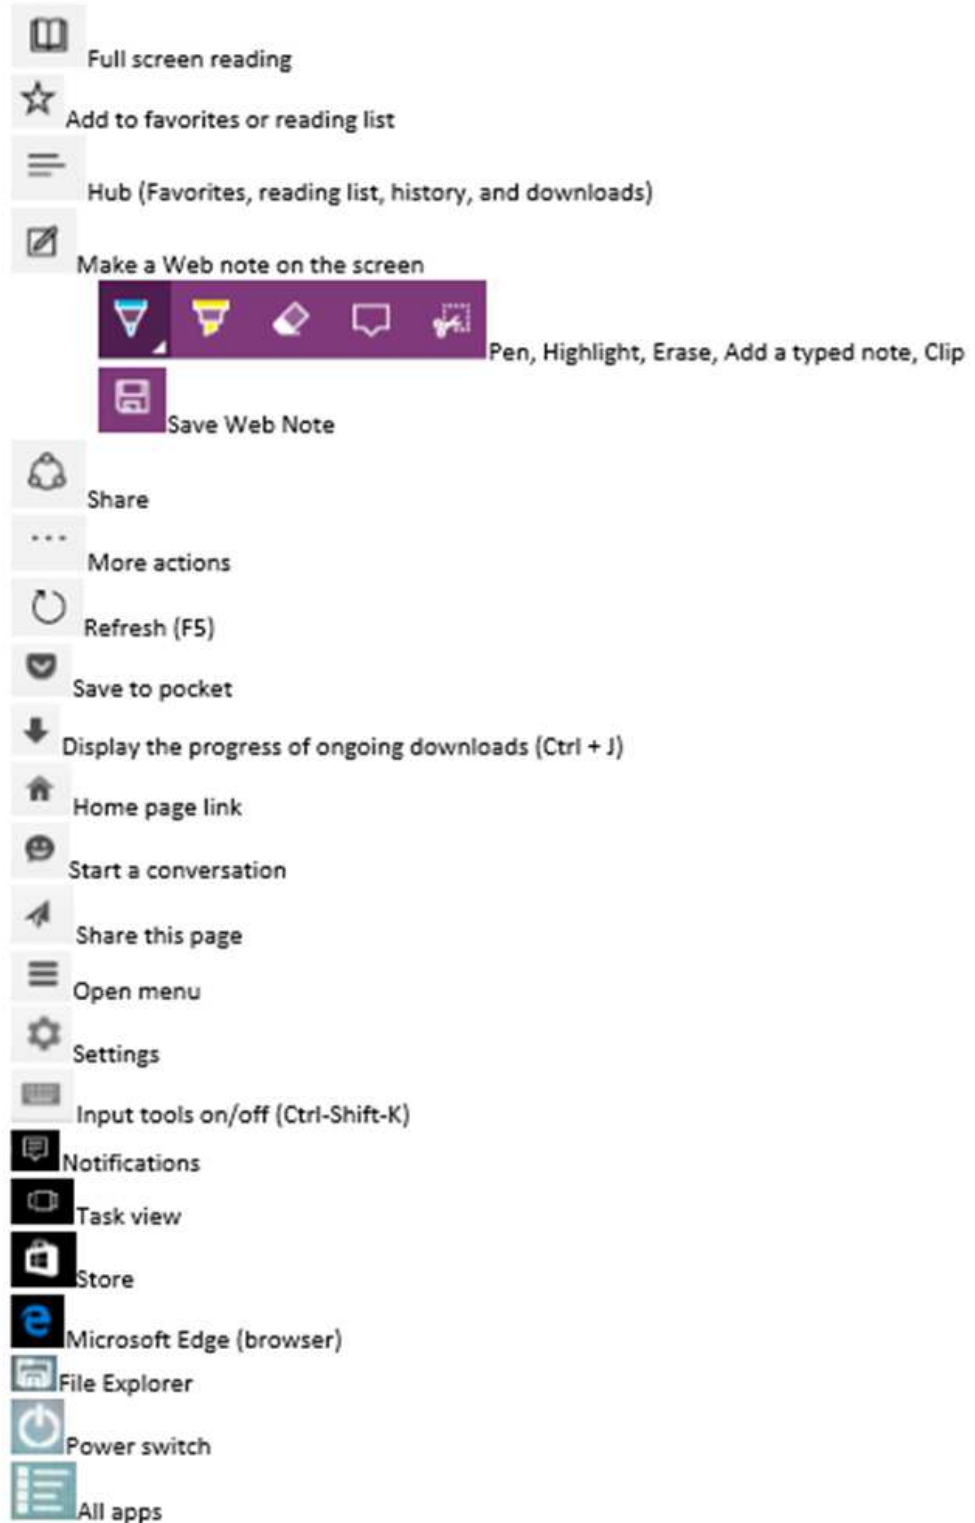 Full screen reading
Add to favorites or reading list
Hub (Favorites, reading list, history, and downloads)
Make a Web note on the screen
Pen, Highlight, Erase, Add a typed note, Clip
Save Web Note
Share
More actions
Refresh (F5)
Save to pocket
Display the progress of ongoing downloads (Ctrl + J)
Home page link
Start a conversation
Share this page
Open menu
Settings
Input tools on/off (Ctrl-Shift-K)
Notifications
Task view
Store
Microsoft Edge (browser)
File Explorer
Power switch
All apps